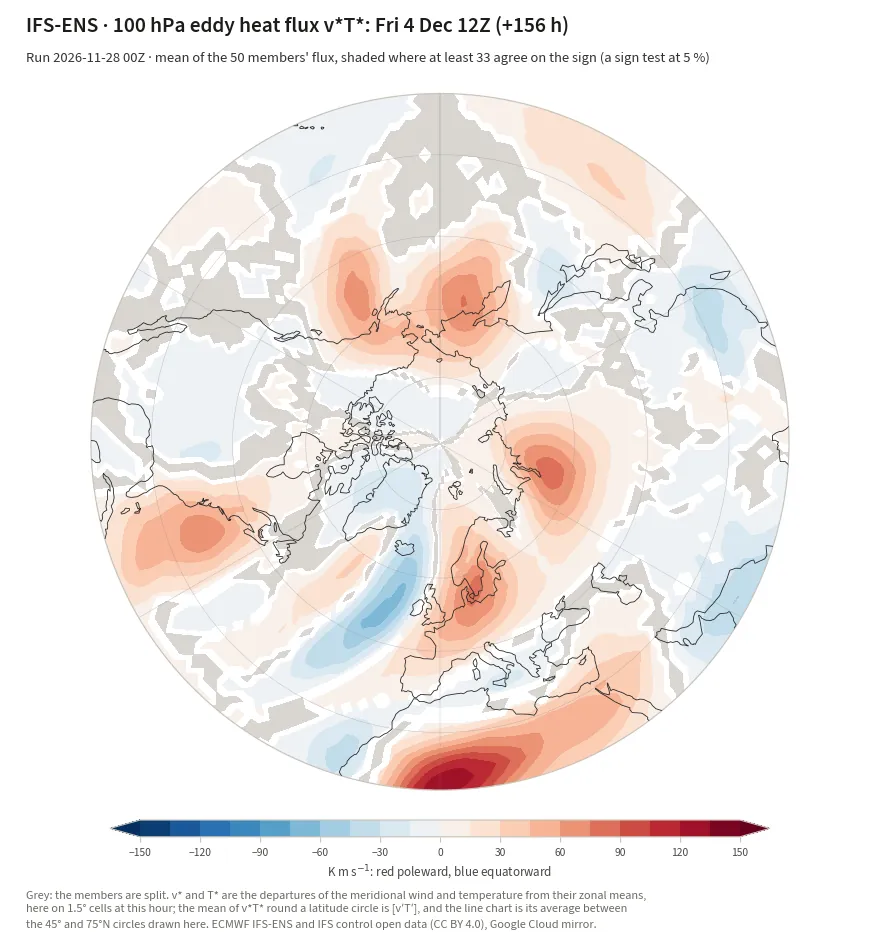 IFS-ENS · 100 hPa eddy heat flux v*T*: Fri 4 Dec 12Z (+156 h)
Run 2026-11-28 00Z · mean of the 50 members' flux, shaded where at least 33 agree on the sign (a sign test at 5 %)
−150 −120 −90 −60 −30 0 30 60 90 120 150
K m s⁻¹: red poleward, blue equatorward
Grey: the members are split. v* and T* are the departures of the meridional wind and temperature from their zonal means,
here on 1.5° cells at this hour; the mean of v*T* round a latitude circle is [v′T′], and the line chart is its average between
the 45° and 75°N circles drawn here. ECMWF IFS-ENS and IFS control open data (CC BY 4.0), Google Cloud mirror.